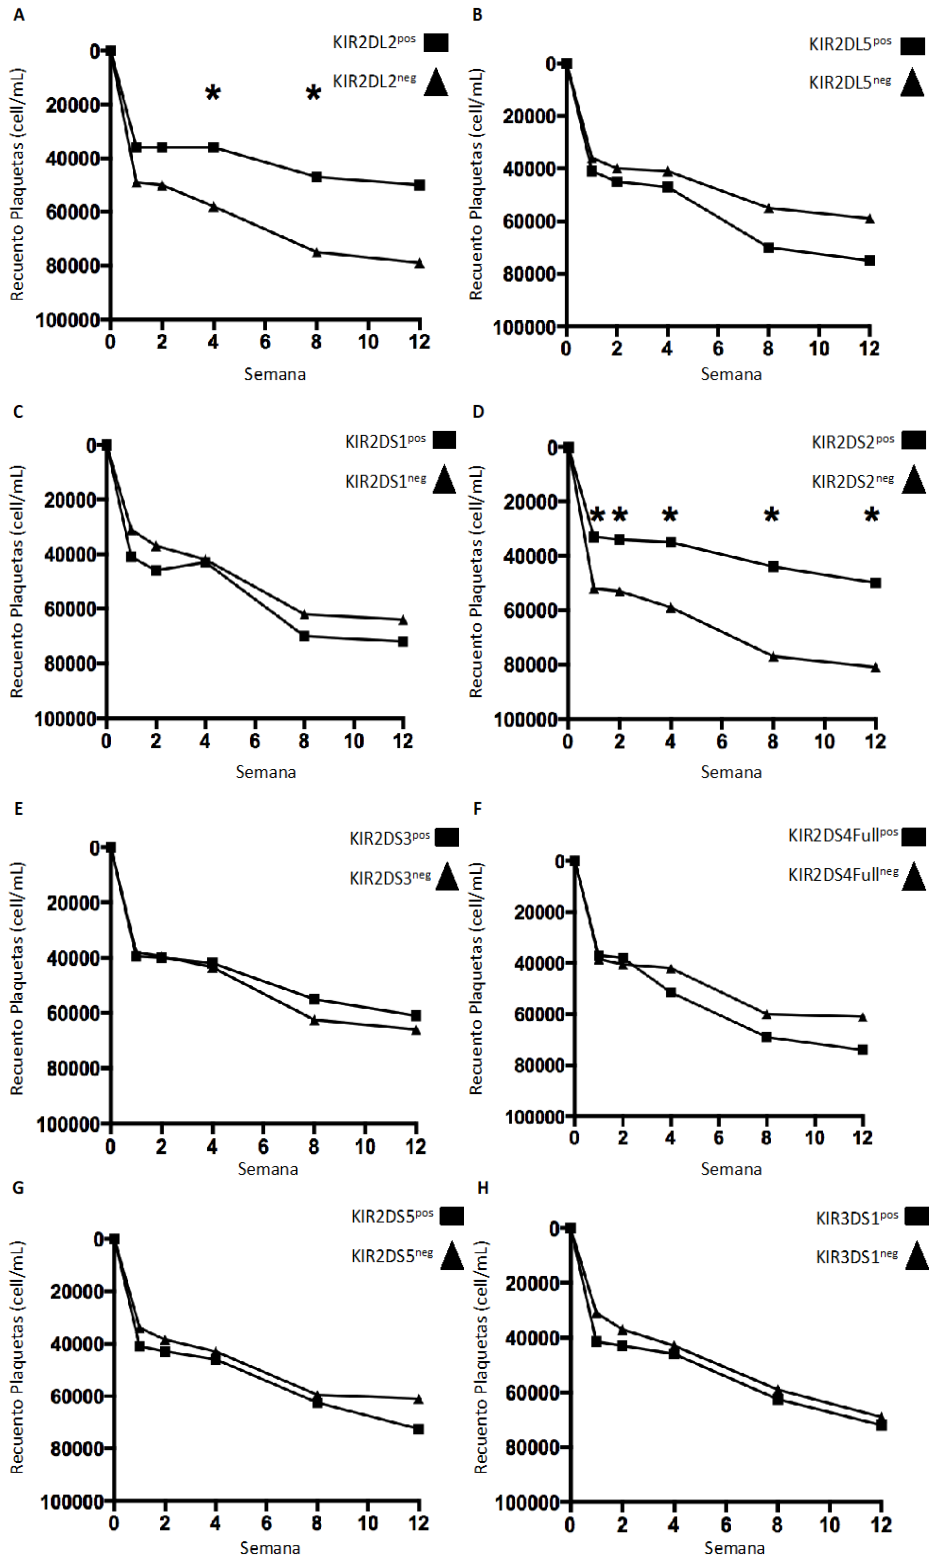 A
KIR2DL2pos
KIR2DL2neg
Recuento Plaquetas (cell/mL)
0
20000
40000
60000
80000
100000
* *
0 2 4 6 8 10 12
Semana
B
KIR2DL5pos
KIR2DL5neg
Recuento Plaquetas (cell/mL)
0
20000
40000
60000
80000
100000
0 2 4 6 8 10 12
Semana
C
KIR2DS1pos
KIR2DS1neg
Recuento Plaquetas (cell/mL)
0
20000
40000
60000
80000
100000
0 2 4 6 8 10 12
Semana
D
KIR2DS2pos
KIR2DS2neg
Recuento Plaquetas (cell/mL)
0
20000
40000
60000
80000
100000
* * * * *
0 2 4 6 8 10 12
Semana
E
KIR2DS3pos
KIR2DS3neg
Recuento Plaquetas (cell/mL)
0
20000
40000
60000
80000
100000
0 2 4 6 8 10 12
Semana
F
KIR2DS4Fullpos
KIR2DS4Fullneg
Recuento Plaquetas (cell/mL)
0
20000
40000
60000
80000
100000
0 2 4 6 8 10 12
Semana
G
KIR2DS5pos
KIR2DS5neg
Recuento Plaquetas (cell/mL)
0
20000
40000
60000
80000
100000
0 2 4 6 8 10 12
Semana
H
KIR3DS1pos
KIR3DS1neg
Recuento Plaquetas (cell/mL)
0
20000
40000
60000
80000
100000
0 2 4 6 8 10 12
Semana